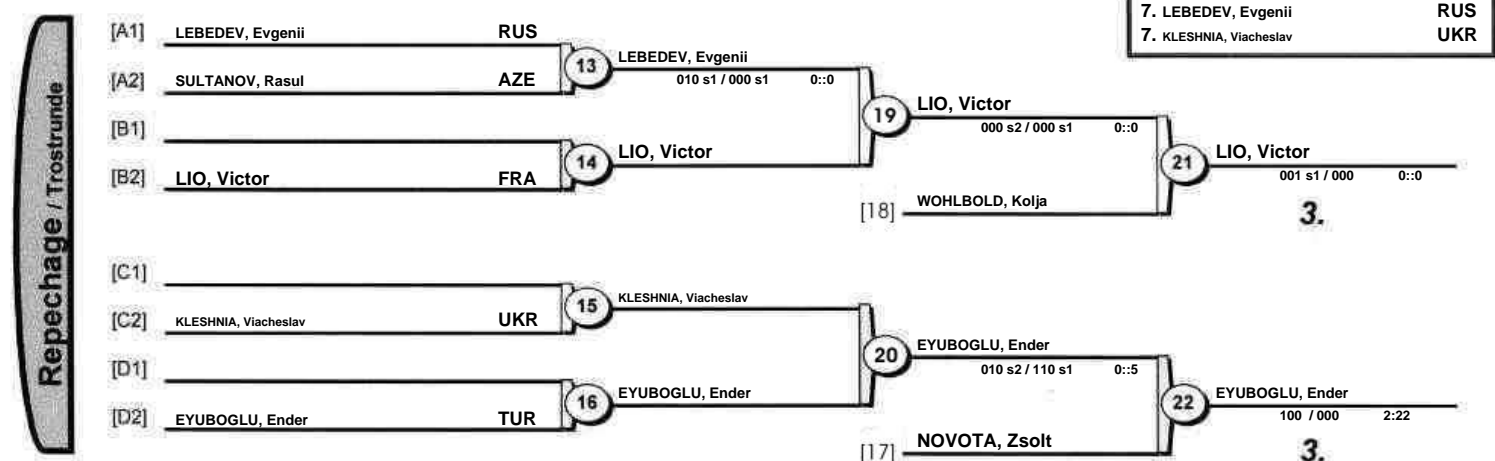 7. LEBEDEV, Evgenii RUS
7. KLESHNIA, Viacheslav UKR
Repechage / Trostrunde
[A1] LEBEDEV, Evgenii RUS
13 LEBEDEV, Evgenii
010 s1 / 000 s1 0::0
[A2] SULTANOV, Rasul AZE
19 LIO, Victor
000 s2 / 000 s1 0::0
[B1]
14 LIO, Victor
[B2] LIO, Victor FRA
21 LIO, Victor
001 s1 / 000 0::0
[18] WOHLBOLD, Kolja
3.
[C1]
15 KLESHNIA, Viacheslav
[C2] KLESHNIA, Viacheslav UKR
20 EYUBOGLU, Ender
010 s2 / 110 s1 0::5
[D1]
16 EYUBOGLU, Ender
[D2] EYUBOGLU, Ender TUR
22 EYUBOGLU, Ender
100 / 000 2:22
[17] NOVOTA, Zsolt
3.